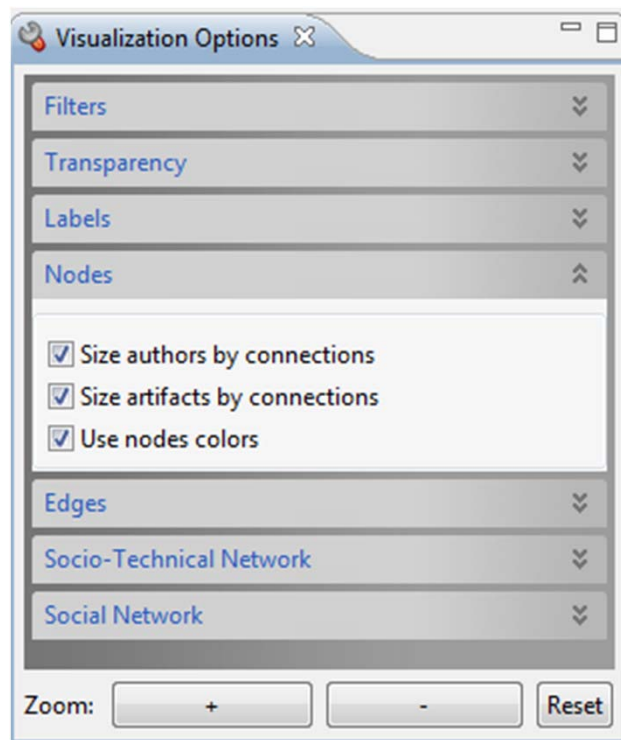 Visualization Options
Filters
Transparency
Labels
Nodes
Size authors by connections
Size artifacts by connections
Use nodes colors
Edges
Socio-Technical Network
Social Network
Zoom: + - Reset